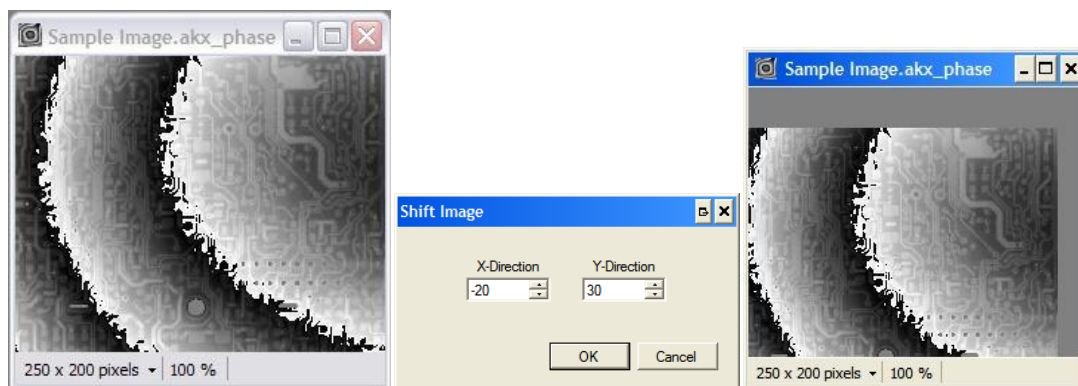 Sample Image.akx_phase
250 x 200 pixels
100 %
Shift Image
X-Direction
Y-Direction
-20
30
OK
Cancel
Sample Image.akx_phase
250 x 200 pixels
100 %